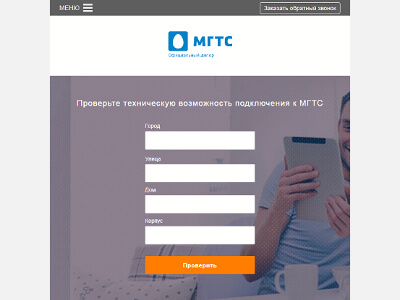 МЕНЮ
Заказать обратный звонок
МГТС
Официальный дилер
Проверьте техническую возможность подключения к МГТС
Город
Улица
Дом
Корпус
Проверить